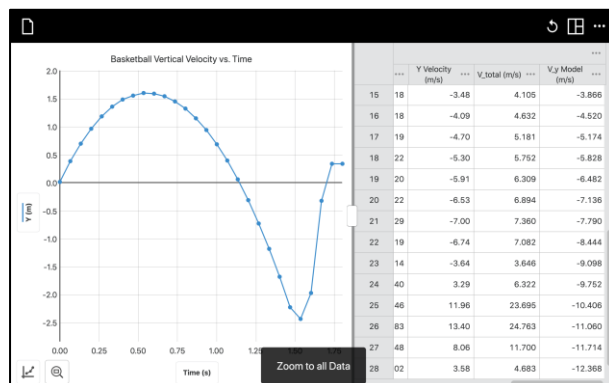 Basketball Vertical Velocity vs. Time
2.0
1.5
1.0
0.5
0.0
-0.5
-1.0
-1.5
-2.0
-2.5
Y (m)
0.00 0.25 0.50 0.75 1.00 1.25 1.50 1.75
Time (s)
Zoom to all Data
Y Velocity (m/s) V_total (m/s) V_y Model (m/s)
15 18 -3.48 4.105 -3.866
16 18 -4.09 4.632 -4.520
17 19 -4.70 5.181 -5.174
18 22 -5.30 5.752 -5.828
19 20 -5.91 6.309 -6.482
20 22 -6.53 6.894 -7.136
21 29 -7.00 7.360 -7.790
22 19 -6.74 7.082 -8.444
23 14 -3.64 3.646 -9.098
24 40 3.29 6.322 -9.752
25 46 11.96 23.695 -10.406
26 83 13.40 24.763 -11.060
27 48 8.06 11.700 -11.714
28 02 3.58 4.683 -12.368